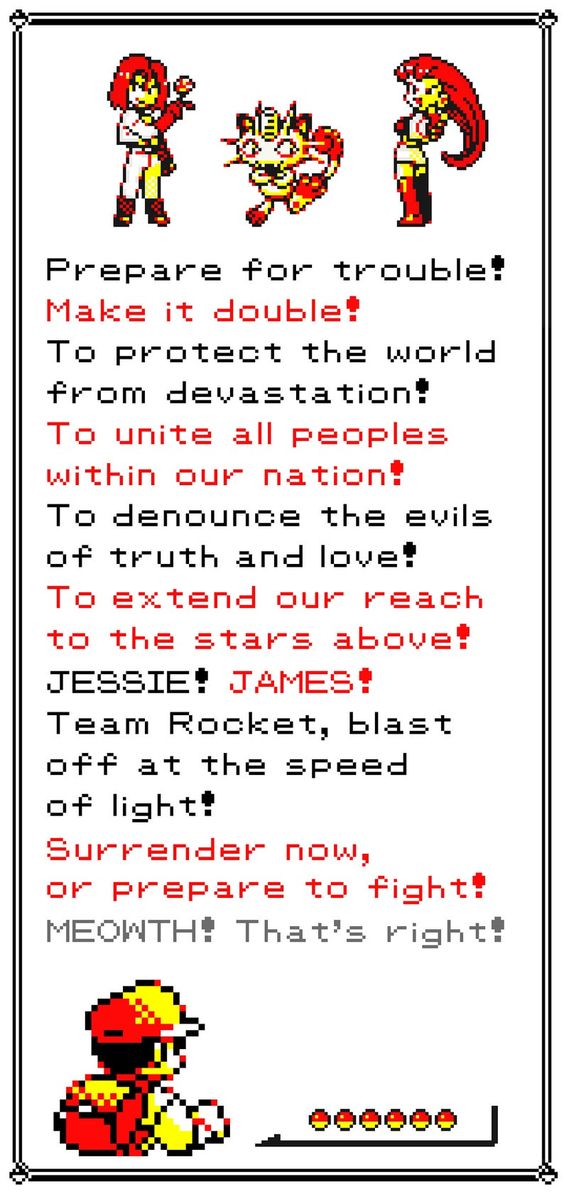 Prepare for trouble!
Make it double!
To protect the world
from devastation!
To unite all peoples
within our nation!
To denounce the evils
of truth and love!
To extend our reach
to the stars above!
JESSIE! JAMES!
Team Rocket, blast
off at the speed
of light!
Surrender now,
or prepare to fight!
MEOWTH! That's right!